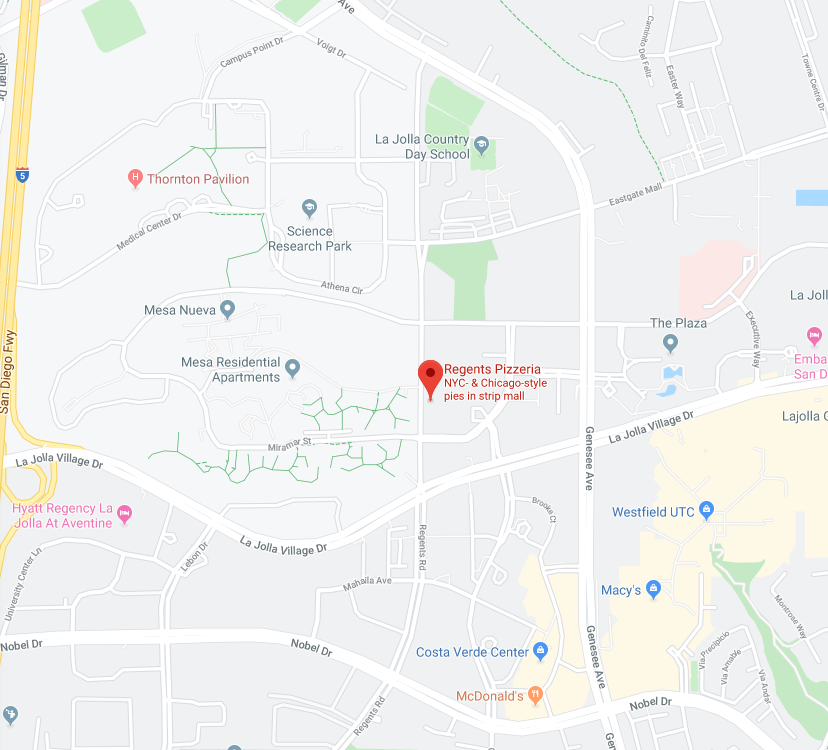 Ave
Gilman Dr
Campus Point Dr
Voigt Dr
Caminito Del Feliz
Easter Way
Towne Centre Dr
La Jolla Country
Day School
5
Thornton Pavilion
Eastgate Mall
Medical Center Dr
Science
Research Park
Athena Cir
La Joll
Mesa Nueva
The Plaza
Executive Way
San Diego Fwy
Mesa Residential
Apartments
Regents Pizzeria
NYC- & Chicago-style
pies in strip mall
Emba
San D
Lajolla C
La Jolla Village Dr
Miramar St
Genesee Ave
La Jolla Village Dr
Hyatt Regency La
Jolla At Aventine
Brooke Ct
Westfield UTC
Lebon Dr
La Jolla Village Dr
Regents Rd
University Center Ln
Mahaila Ave
Macy's
Montrose Way
Nobel Dr
Nobel Dr
Costa Verde Center
Genesee Ave
Via Precipicio
Via Amable
Via Andar
McDonald's
Regents Rd
Nobel Dr
Gen